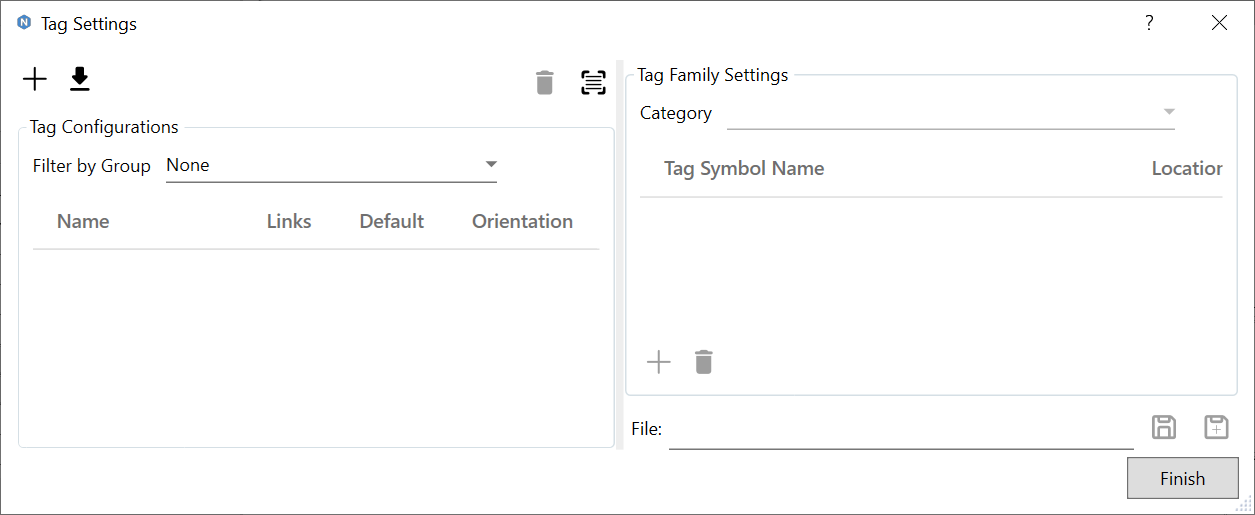 Tag Settings
Tag Configurations
Filter by Group None
Name Links Default Orientation
Tag Family Settings
Category
Tag Symbol Name Location
File:
Finish